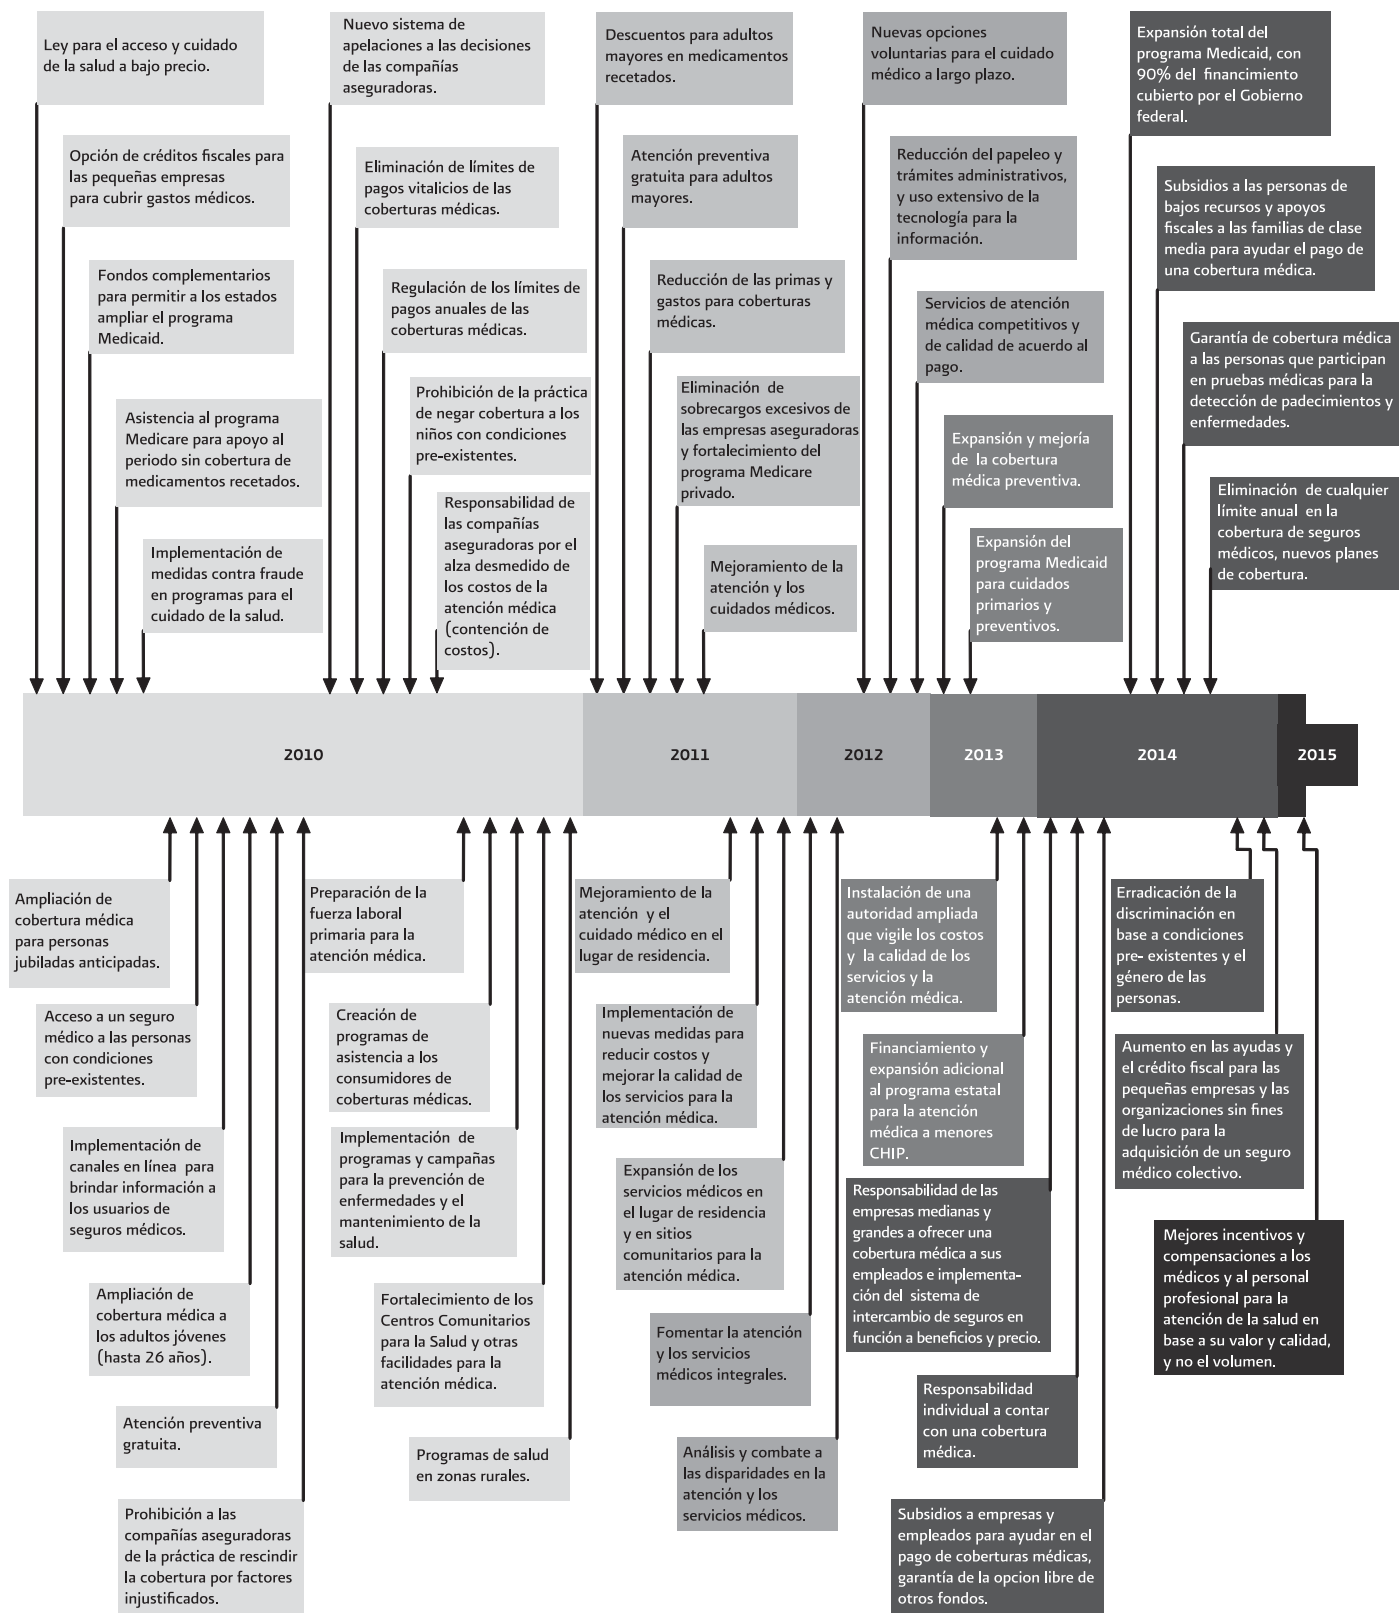 Ley para el acceso y cuidado
de la salud a bajo precio.
Opción de créditos fiscales para
las pequeñas empresas
para cubrir gastos médicos.
Fondos complementarios
para permitir a los estados
ampliar el programa
Medicaid.
Asistencia al programa
Medicare para apoyo al
periodo sin cobertura de
medicamentos recetados.
Implementación de
medidas contra fraude
en programas para el
cuidado de la salud.
Nuevo sistema de
apelaciones a las decisiones
de las compañías
aseguradoras.
Eliminación de límites de
pagos vitalicios de las
coberturas médicas.
Regulación de los límites de
pagos anuales de las
coberturas médicas.
Prohibición de la práctica
de negar cobertura a los
niños con condiciones
pre-existentes.
Responsabilidad de
las compañías
aseguradoras por el
alza desmedido de
los costos de la
atención médica
(contención de
costos).
Descuentos para adultos
mayores en medicamentos
recetados.
Atención preventiva
gratuita para adultos
mayores.
Reducción de las primas y
gastos para coberturas
médicas.
Eliminación de
sobrecargos excesivos de
las empresas aseguradoras
y fortalecimiento del
programa Medicare
privado.
Mejoramiento de la
atención y los
cuidados médicos.
Nuevas opciones
voluntarias para el cuidado
médico a largo plazo.
Reducción del papeleo y
trámites administrativos,
y uso extensivo de la
tecnología para la
información.
Servicios de atención
médica competitivos y
de calidad de acuerdo al
pago.
Expansión y mejoría
de la cobertura
médica preventiva.
Expansión del
programa Medicaid
para cuidados
primarios y
preventivos.
Expansión total del
programa Medicaid, con
90% del financimiento
cubierto por el Gobierno
federal.
Subsidios a las personas de
bajos recursos y apoyos
fiscales a las familias de clase
media para ayudar el pago de
una cobertura médica.
Garantía de cobertura médica
a las personas que participan
en pruebas médicas para la
detección de padecimientos y
enfermedades.
Eliminación de cualquier
límite anual en la
cobertura de seguros
médicos, nuevos planes
de cobertura.
2010
2011
2012
2013
2014
2015
Ampliación de
cobertura médica
para personas
jubiladas anticipadas.
Acceso a un seguro
médico a las personas
con condiciones
pre-existentes.
Implementación de
canales en línea para
brindar información a
los usuarios de
seguros médicos.
Ampliación de
cobertura médica a
los adultos jóvenes
(hasta 26 años).
Atención preventiva
gratuita.
Prohibición a las
compañías aseguradoras
de la práctica de rescindir
la cobertura por factores
injustificados.
Preparación de la
fuerza laboral
primaria para la
atención médica.
Creación de
programas de
asistencia a los
consumidores de
coberturas médicas.
Implementación de
programas y campañas
para la prevención de
enfermedades y el
mantenimiento de la
salud.
Fortalecimiento de los
Centros Comunitarios
para la Salud y otras
facilidades para la
atención médica.
Programas de salud
en zonas rurales.
Mejoramiento de la
atención y el
cuidado médico en el
lugar de residencia.
Implementación de
nuevas medidas para
reducir costos y
mejorar la calidad de
los servicios para la
atención médica.
Expansión de los
servicios médicos en
el lugar de residencia
y en sitios
comunitarios para la
atención médica.
Fomentar la atención
y los servicios
médicos integrales.
Análisis y combate a
las disparidades en la
atención y los
servicios médicos.
Instalación de una
autoridad ampliada
que vigile los costos
y la calidad de los
servicios y la
atención médica.
Financiamiento y
expansión adicional
al programa estatal
para la atención
médica a menores
CHIP.
Responsabilidad de las
empresas medianas y
grandes a ofrecer una
cobertura médica a sus
empleados e implementa-
ción del sistema de
intercambio de seguros en
función a beneficios y precio.
Responsabilidad
individual a contar
con una cobertura
médica.
Subsidios a empresas y
empleados para ayudar en el
pago de coberturas médicas,
garantía de la opcion libre de
otros fondos.
Erradicación de la
discriminación en
base a condiciones
pre- existentes y el
género de las
personas.
Aumento en las ayudas y
el crédito fiscal para las
pequeñas empresas y las
organizaciones sin fines
de lucro para la
adquisición de un seguro
médico colectivo.
Mejores incentivos y
compensaciones a los
médicos y al personal
profesional para la
atención de la salud en
base a su valor y calidad,
y no el volumen.